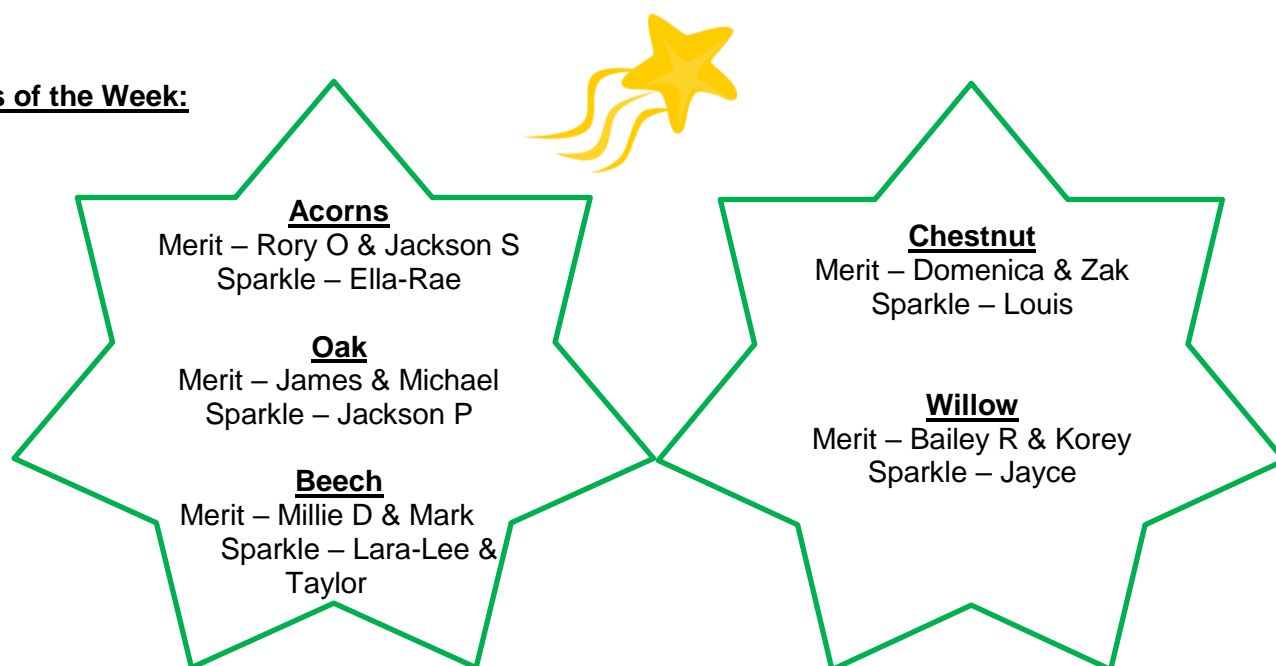 s of the Week:
Acorns
Merit – Rory O & Jackson S
Sparkle – Ella-Rae
Oak
Merit – James & Michael
Sparkle – Jackson P
Beech
Merit – Millie D & Mark
Sparkle – Lara-Lee &
Taylor
Chestnut
Merit – Domenica & Zak
Sparkle – Louis
Willow
Merit – Bailey R & Korey
Sparkle – Jayce